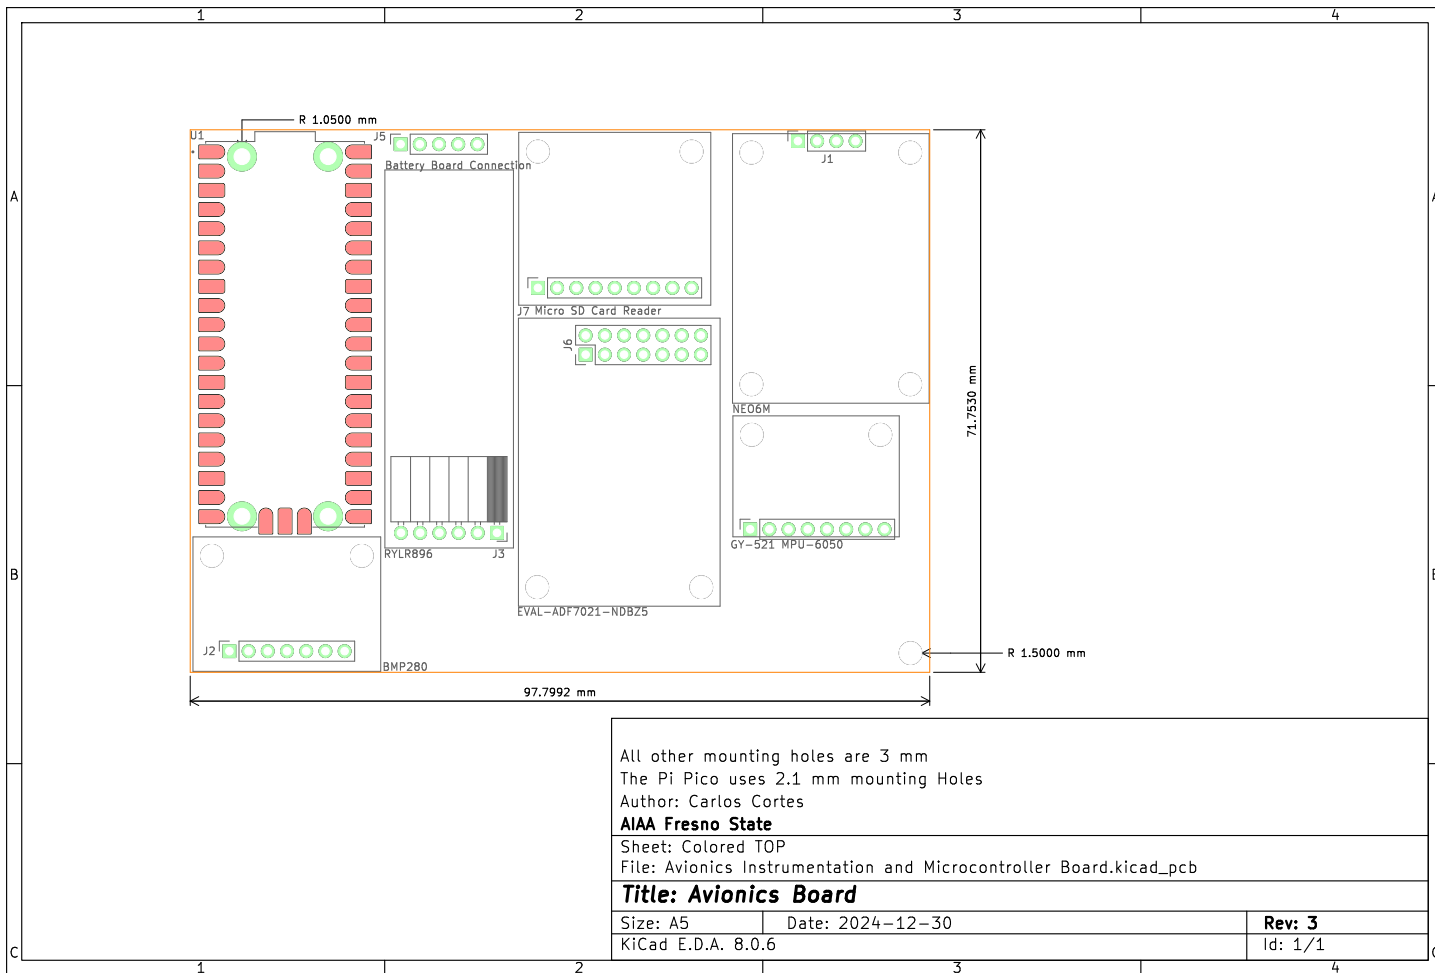 1 2 3 4
R 1.0500 mm
U1
J5
Battery Board Connection
J1
A A
J7 Micro SD Card Reader
J6
NEO6M
71.7530 mm
GY-521 MPU-6050
RYLR896 J3
B
EVAL-ADF7021-NDBZ5
J2
BMP280
R 1.5000 mm
97.7992 mm
All other mounting holes are 3 mm
The Pi Pico uses 2.1 mm mounting Holes
Author: Carlos Cortes
AIAA Fresno State
Sheet: Colored TOP
File: Avionics Instrumentation and Microcontroller Board.kicad_pcb
Title: Avionics Board
Size: A5 Date: 2024-12-30 Rev: 3
KiCad E.D.A. 8.0.6 Id: 1/1
C
1 2 3 4